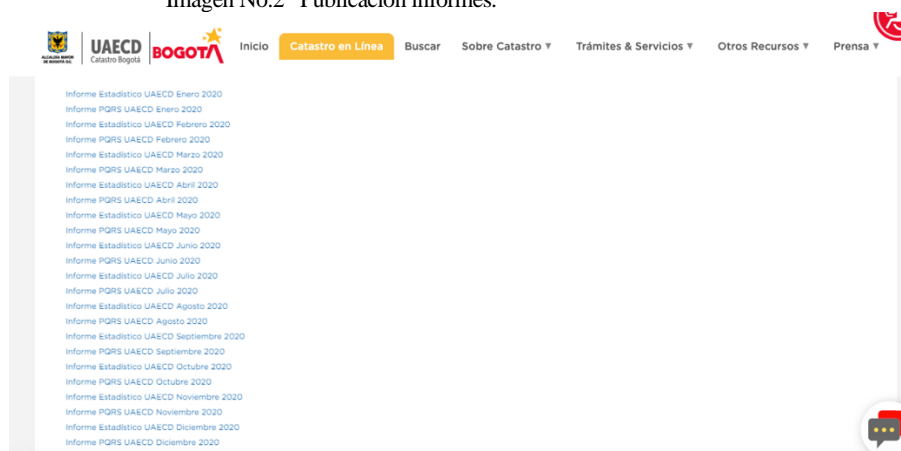 Imagen No.2 Publicación informes.
ALCALDÍA MAYOR
DE BOGOTÁ D.C.
UAECD
Catastro Bogotá
BOGOTÁ
Inicio Catastro en Línea Buscar Sobre Catastro ▼ Trámites & Servicios ▼ Otros Recursos ▼ Prensa ▼
Informe Estadístico UAECD Enero 2020
Informe PQRS UAECD Enero 2020
Informe Estadístico UAECD Febrero 2020
Informe PQRS UAECD Febrero 2020
Informe Estadístico UAECD Marzo 2020
Informe PQRS UAECD Marzo 2020
Informe Estadístico UAECD Abril 2020
Informe PQRS UAECD Abril 2020
Informe Estadístico UAECD Mayo 2020
Informe PQRS UAECD Mayo 2020
Informe Estadístico UAECD Junio 2020
Informe PQRS UAECD Junio 2020
Informe Estadístico UAECD Julio 2020
Informe PQRS UAECD Julio 2020
Informe Estadístico UAECD Agosto 2020
Informe PQRS UAECD Agosto 2020
Informe Estadístico UAECD Septiembre 2020
Informe PQRS UAECD Septiembre 2020
Informe Estadístico UAECD Octubre 2020
Informe PQRS UAECD Octubre 2020
Informe Estadístico UAECD Noviembre 2020
Informe PQRS UAECD Noviembre 2020
Informe Estadístico UAECD Diciembre 2020
Informe PQRS UAECD Diciembre 2020